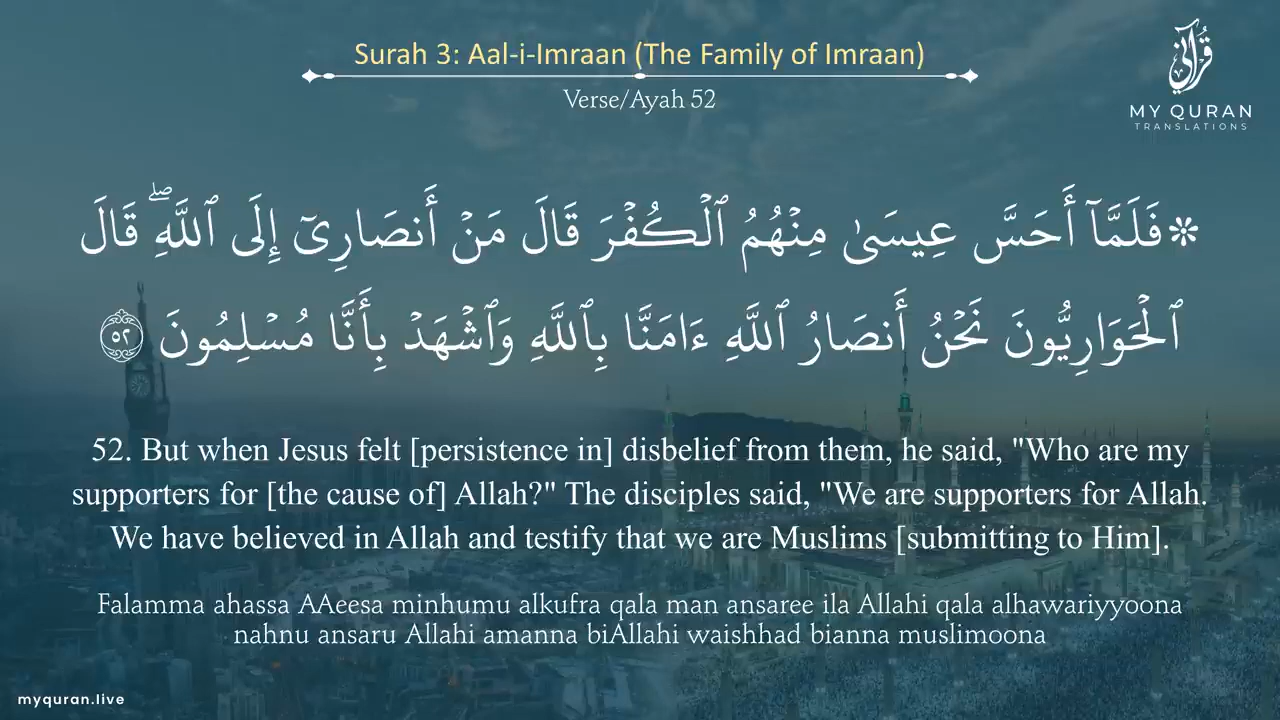 Surah 3: Aal-i-Imraan (The Family of Imraan)
Verse/Ayah 52
قرآني
MY QURAN
TRANSLATIONS
۞فَلَمَّآ أَحَسَّ عِيسَىٰ مِنْهُمُ ٱلْكُفْرَ قَالَ مَنْ أَنصَارِىٓ إِلَى ٱللَّهِ ۖ قَالَ
ٱلْحَوَارِيُّونَ نَحْنُ أَنصَارُ ٱللَّهِ ءَامَنَّا بِٱللَّهِ وَٱشْهَدْ بِأَنَّا مُسْلِمُونَ ٥٢
52. But when Jesus felt [persistence in] disbelief from them, he said, "Who are my
supporters for [the cause of] Allah?" The disciples said, "We are supporters for Allah.
We have believed in Allah and testify that we are Muslims [submitting to Him].
Falamma ahassa AAeesa minhumu alkufra qala man ansaree ila Allahi qala alhawariyyoona
nahnu ansaru Allahi amanna biAllahi waishhad bianna muslimoona
myquran.live